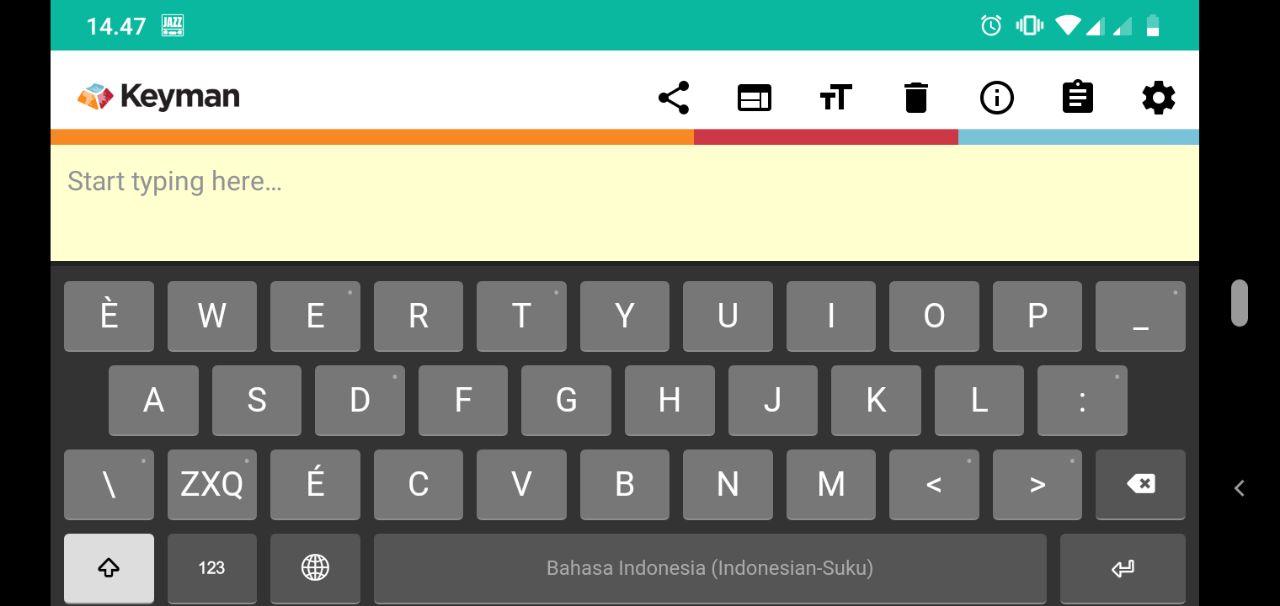 14.47 JAZZ
Keyman
Start typing here...
È W E R T Y U I O P _
A S D F G H J K L :
\ ZXQ É C V B N M < >
123 Bahasa Indonesia (Indonesian-Suku)